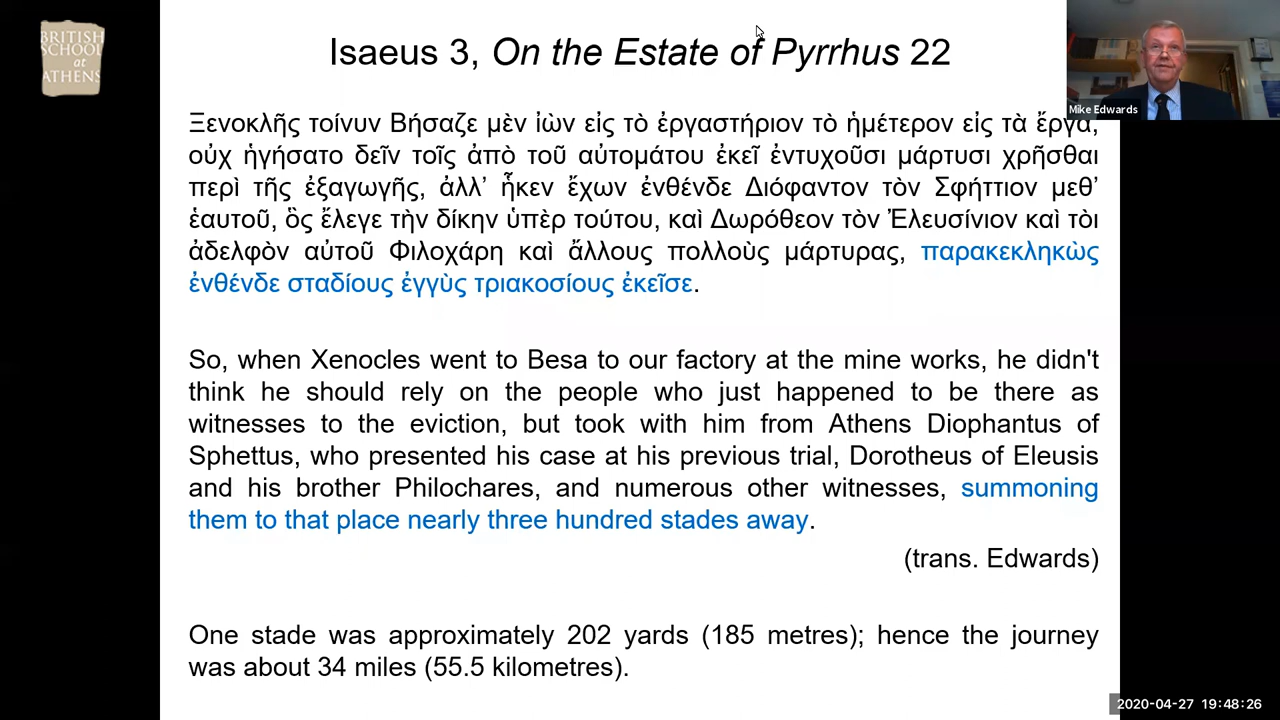 BRITISH
SCHOOL
at
ATHENS
Isaeus 3, On the Estate of Pyrrhus 22
Mike Edwards
Ξενοκλῆς τοίνυν Βήσαζε μὲν ἰὼν εἰς τὸ ἐργαστήριον τὸ ἡμέτερον εἰς τὰ ἔργα,
οὐχ ἡγήσατο δεῖν τοῖς ἀπὸ τοῦ αὐτομάτου ἐκεῖ ἐντυχοῦσι μάρτυσι χρῆσθαι
περὶ τῆς ἐξαγωγῆς, ἀλλ’ ἧκεν ἔχων ἐνθένδε Διόφαντον τὸν Σφήττιον μεθ’
ἑαυτοῦ, ὃς ἔλεγε τὴν δίκην ὑπὲρ τούτου, καὶ Δωρόθεον τὸν Ἐλευσίνιον καὶ τὸι
ἀδελφὸν αὐτοῦ Φιλοχάρη καὶ ἄλλους πολλοὺς μάρτυρας, παρακεκληκὼς
ἐνθένδε σταδίους ἐγγὺς τριακοσίους ἐκεῖσε.
So, when Xenocles went to Besa to our factory at the mine works, he didn't
think he should rely on the people who just happened to be there as
witnesses to the eviction, but took with him from Athens Diophantus of
Sphettus, who presented his case at his previous trial, Dorotheus of Eleusis
and his brother Philochares, and numerous other witnesses, summoning
them to that place nearly three hundred stades away.
(trans. Edwards)
One stade was approximately 202 yards (185 metres); hence the journey
was about 34 miles (55.5 kilometres).
2020-04-27 19:48:26